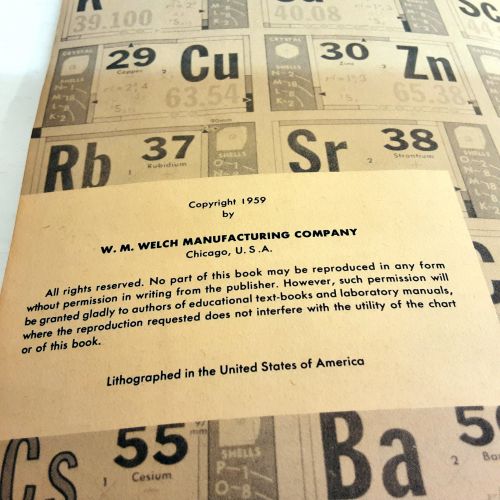 39.100
40.08
29 Cu
Copper
63.54
30 Zn
65.38
CRYSTAL
SHELLS
Rb 37
Rubidium
SHELLS
Sr 38
Strontium
Copyright 1959
by
W. M. WELCH MANUFACTURING COMPANY
Chicago, U. S. A.
All rights reserved. No part of this book may be reproduced in any form
without permission in writing from the publisher. However, such permission will
be granted gladly to authors of educational text-books and laboratory manuals,
where the reproduction requested does not interfere with the utility of the chart
or of this book.
Lithographed in the United States of America
Cs 55
1 Cesium
SHELLS
Ba
2